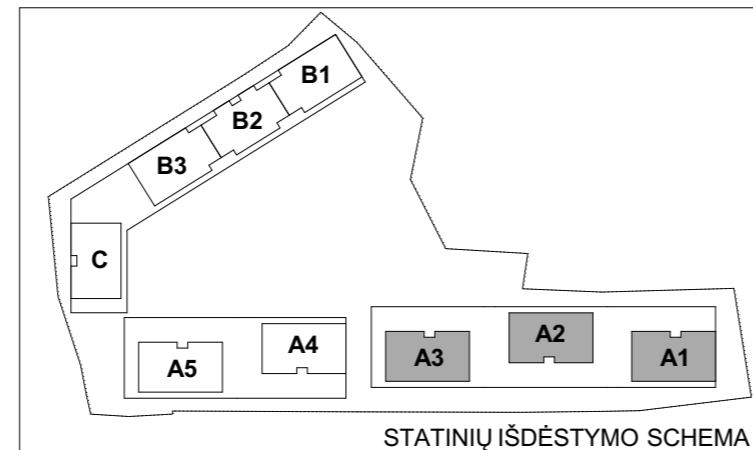 B1
B2
B3
C
A5
A4
A3
A2
A1
STATINIŲ IŠDĖSTYMO SCHEMA